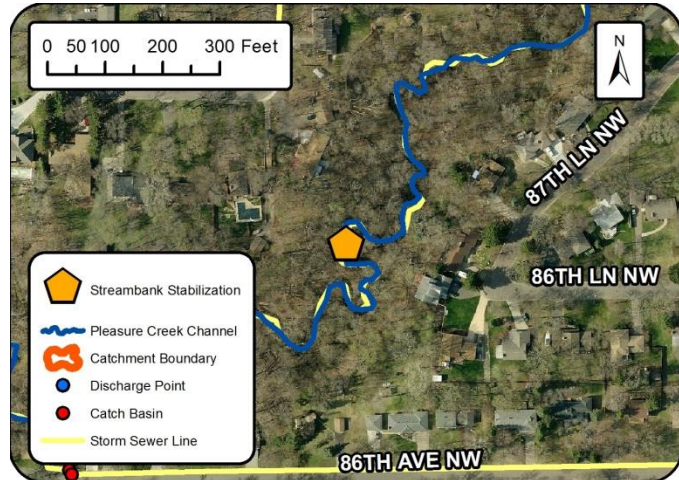 0 50 100 200 300 Feet
N
87TH LN NW
86TH LN NW
Streambank Stabilization
Pleasure Creek Channel
Catchment Boundary
Discharge Point
Catch Basin
Storm Sewer Line
86TH AVE NW